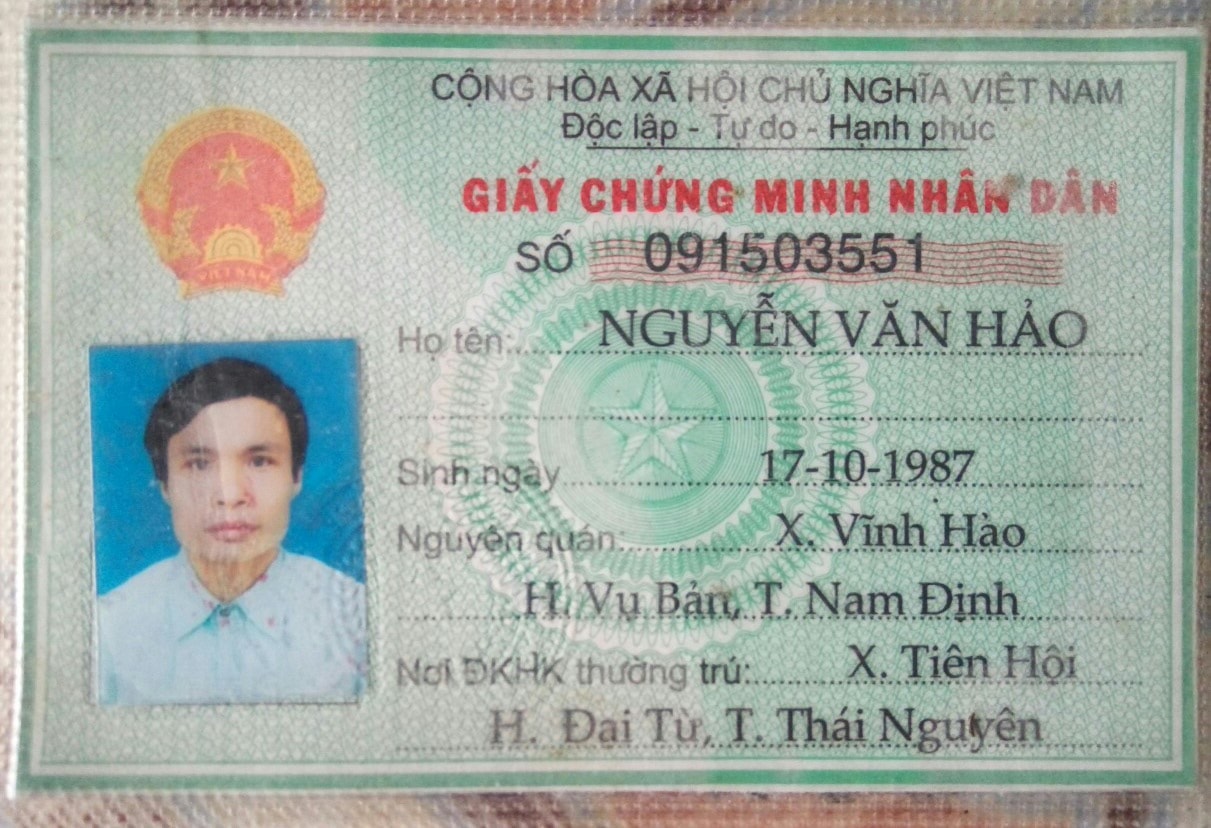 CỘNG HÒA XÃ HỘI CHỦ NGHĨA VIỆT NAM
Độc lập - Tự do - Hạnh phúc
GIẤY CHỨNG MINH NHÂN DÂN
SỐ 091503551
Họ tên: NGUYỄN VĂN HẢO
Sinh ngày 17-10-1987
Nguyên quán: X. Vĩnh Hảo
H. Vụ Bản, T. Nam Định
Nơi ĐKHK thường trú: X. Tiên Hội
H. Đại Từ, T. Thái Nguyên
VIỆT NAM